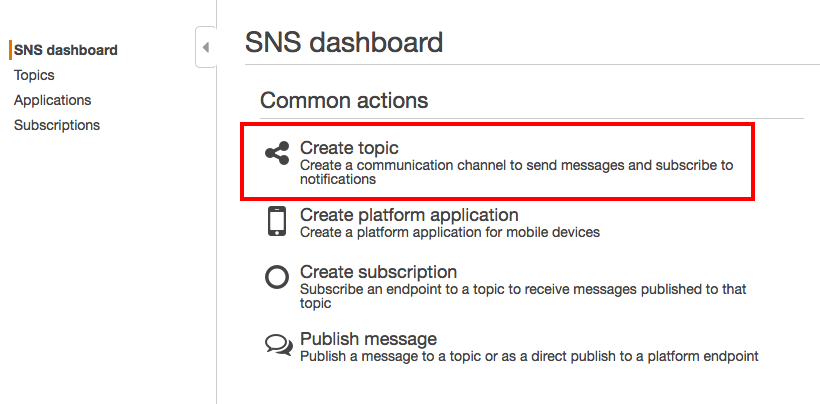 SNS dashboard
Topics
Applications
Subscriptions
SNS dashboard
Common actions
Create topic
Create a communication channel to send messages and subscribe to
notifications
Create platform application
Create a platform application for mobile devices
Create subscription
Subscribe an endpoint to a topic to receive messages published to that
topic
Publish message
Publish a message to a topic or as a direct publish to a platform endpoint